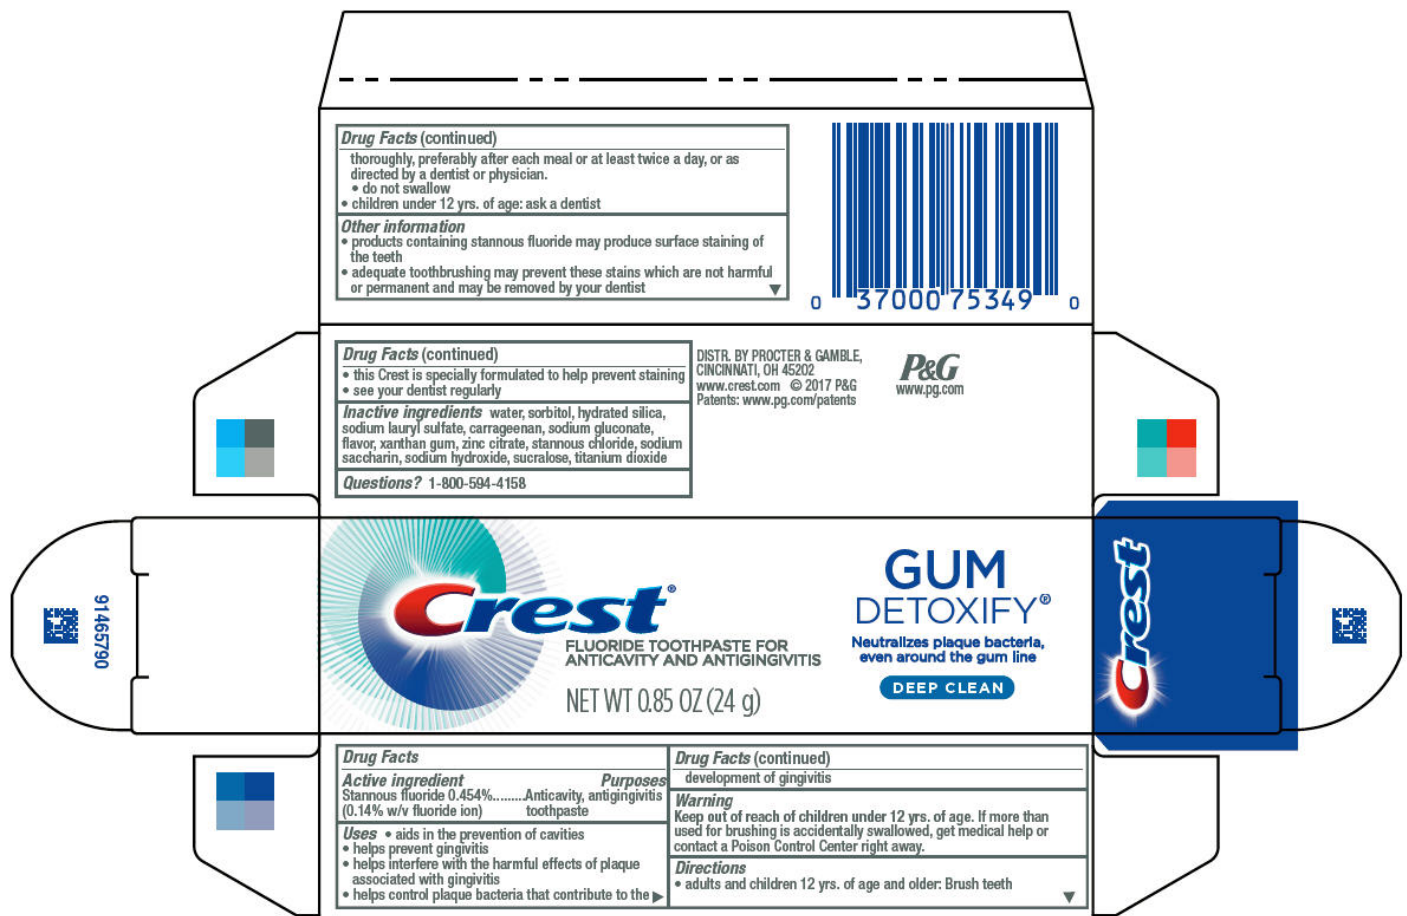 Drug Facts (continued)
thoroughly, preferably after each meal or at least twice a day, or as
directed by a dentist or physician.
• do not swallow
• children under 12 yrs. of age: ask a dentist
Other information
• products containing stannous fluoride may produce surface staining of
the teeth
• adequate toothbrushing may prevent these stains which are not harmful
or permanent and may be removed by your dentist
0 37000 75349 0
Drug Facts (continued)
• this Crest is specially formulated to help prevent staining
• see your dentist regularly
Inactive ingredients water, sorbitol, hydrated silica,
sodium lauryl sulfate, carrageenan, sodium gluconate,
flavor, xanthan gum, zinc citrate, stannous chloride, sodium
saccharin, sodium hydroxide, sucralose, titanium dioxide
Questions? 1-800-594-4158
DISTR. BY PROCTER & GAMBLE,
CINCINNATI, OH 45202
www.crest.com © 2017 P&G
Patents: www.pg.com/patents
P&G
www.pg.com
91465790
Crest®
FLUORIDE TOOTHPASTE FOR
ANTICAVITY AND ANTIGINGIVITIS
NET WT 0.85 OZ (24 g)
GUM
DETOXIFY®
Neutralizes plaque bacteria,
even around the gum line
DEEP CLEAN
Crest
Drug Facts
Active ingredient Purposes
Stannous fluoride 0.454%.........Anticavity, antigingivitis
(0.14% w/v fluoride ion) toothpaste
Uses • aids in the prevention of cavities
• helps prevent gingivitis
• helps interfere with the harmful effects of plaque
associated with gingivitis
• helps control plaque bacteria that contribute to the
Drug Facts (continued)
development of gingivitis
Warning
Keep out of reach of children under 12 yrs. of age. If more than
used for brushing is accidentally swallowed, get medical help or
contact a Poison Control Center right away.
Directions
• adults and children 12 yrs. of age and older: Brush teeth